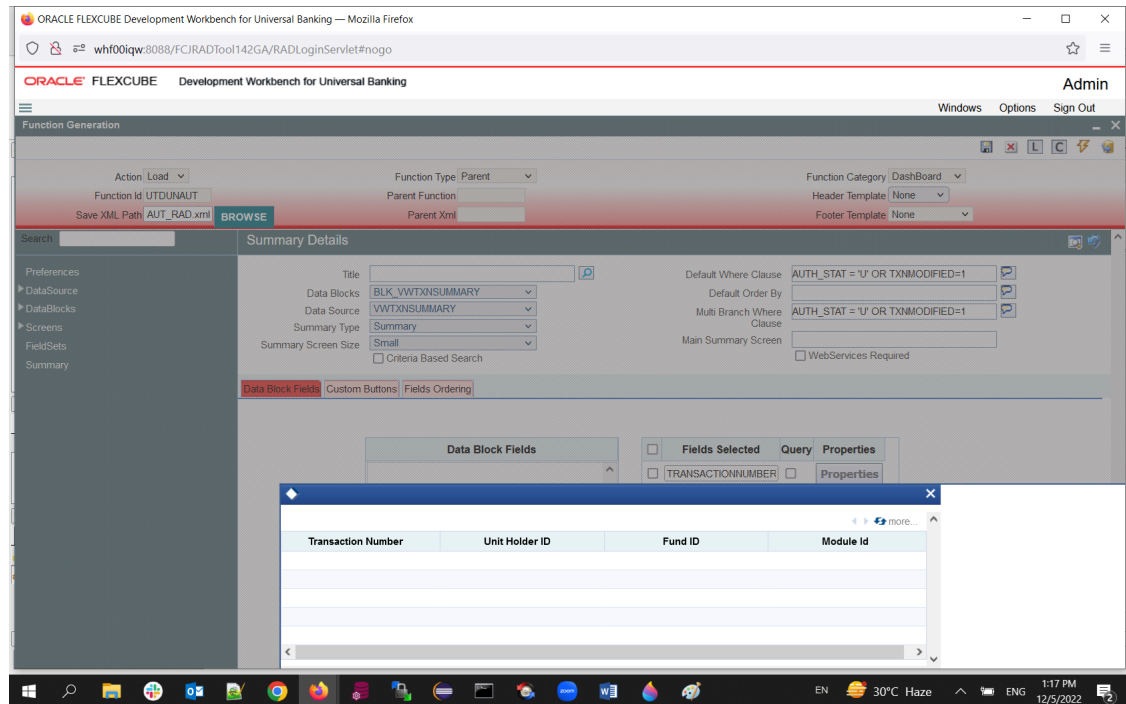 ORACLE FLEXCUBE Development Workbench for Universal Banking — Mozilla Firefox
whf00iqw:8088/FCJRADTool142GA/RADLoginServlet#nogo
ORACLE FLEXCUBE Development Workbench for Universal Banking Admin
Windows Options Sign Out
Function Generation
L C
Action Load Function Type Parent Function Category DashBoard
Function Id UTDUNAUT Parent Function Header Template None
Save XML Path AUT_RAD.xml BROWSE Parent Xml Footer Template None
Search Summary Details
Preferences
DataSource
DataBlocks
Screens
FieldSets
Summary
Title Default Where Clause AUTH_STAT = 'U' OR TXNMODIFIED=1
Data Blocks BLK_VWTXNSUMMARY Default Order By
Data Source VWTXNSUMMARY Multi Branch Where Clause AUTH_STAT = 'U' OR TXNMODIFIED=1
Summary Type Summary
Summary Screen Size Small Main Summary Screen
Criteria Based Search WebServices Required
Data Block Fields Custom Buttons Fields Ordering
Data Block Fields Fields Selected Query Properties
TRANSACTIONNUMBER Properties
more...
Transaction Number Unit Holder ID Fund ID Module Id
EN 30°C Haze ENG 1:17 PM
12/5/2022
2